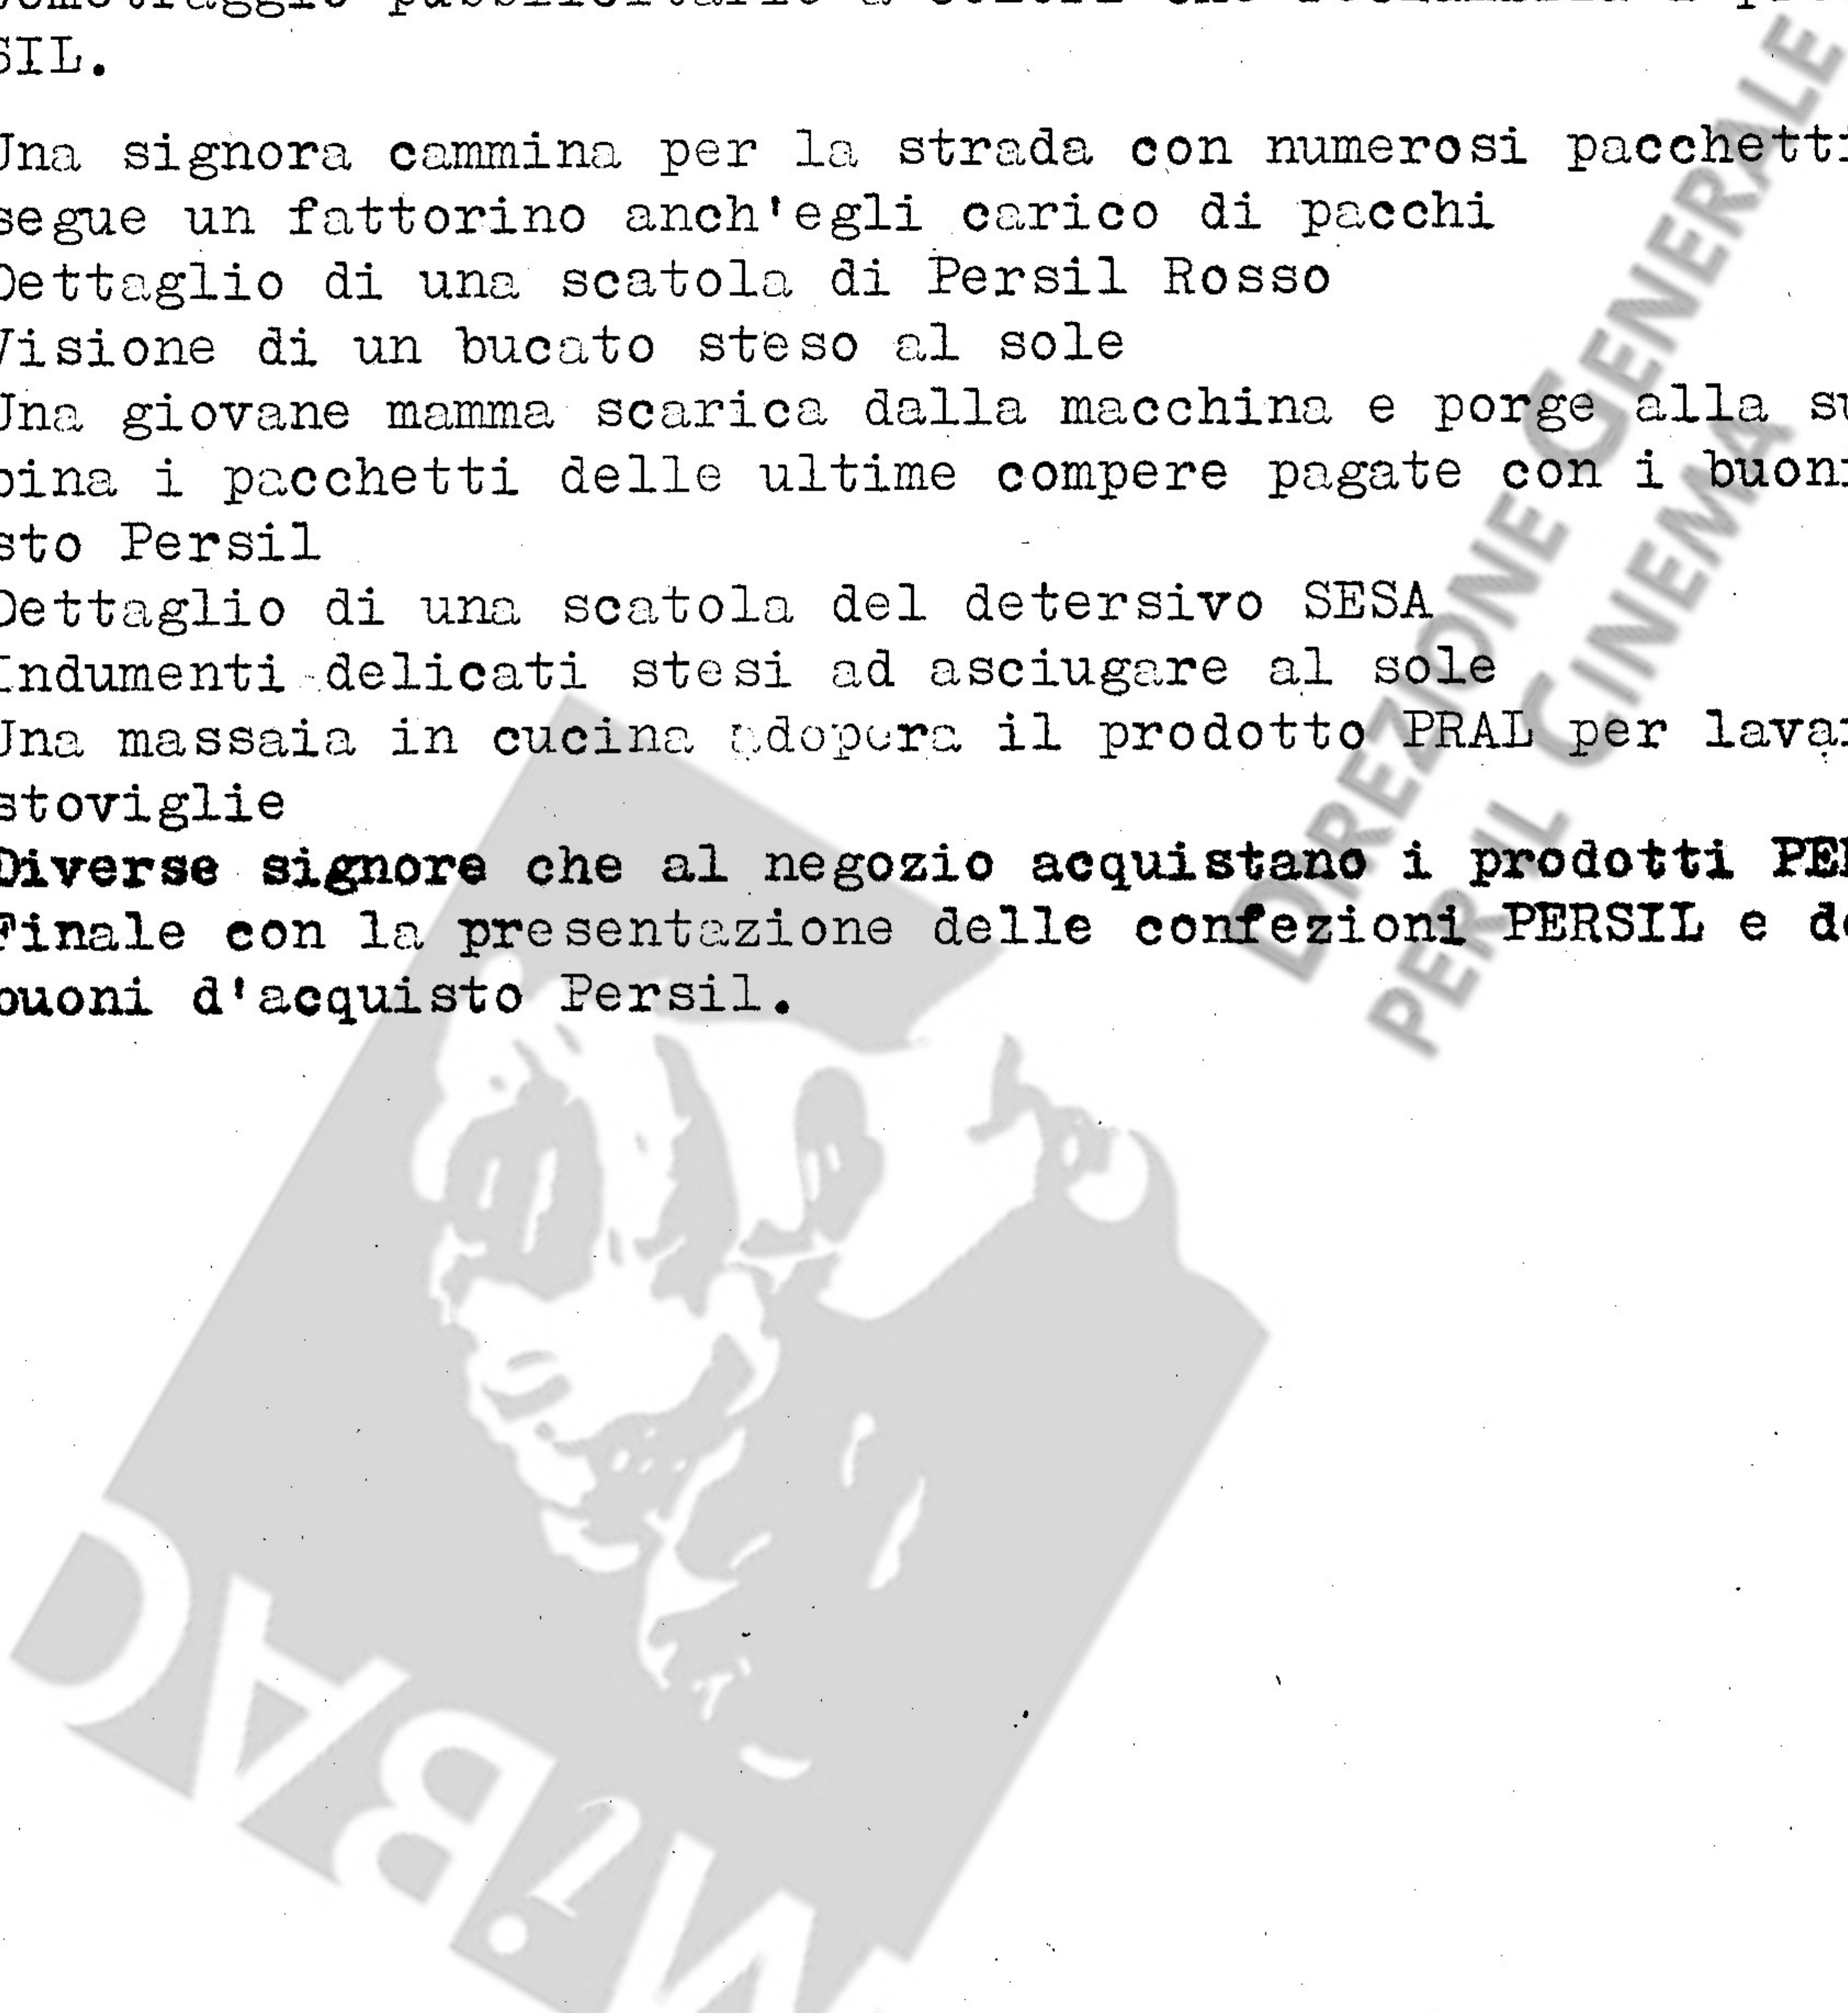 SIL.
Una signora cammina per la strada con numerosi pacchetti
segue un fattorino anch'egli carico di pacchi
Dettaglio di una scatola di Persil Rosso
Visione di un bucato steso al sole
Una giovane mamma scarica dalla macchina e porge alla su
bina i pacchetti delle ultime compere pagate con i buoni
sto Persil
Dettaglio di una scatola del detersivo SESA
Indumenti delicati stesi ad asciugare al sole
Una massaia in cucina adopera il prodotto PRAL per lavar
stoviglie
Diverse signore che al negozio acquistano i prodotti PER
Finale con la presentazione delle confezioni PERSIL e de
buoni d'acquisto Persil.
DIREZIONE GENERALE
PER IL CINEMA
MiBAC